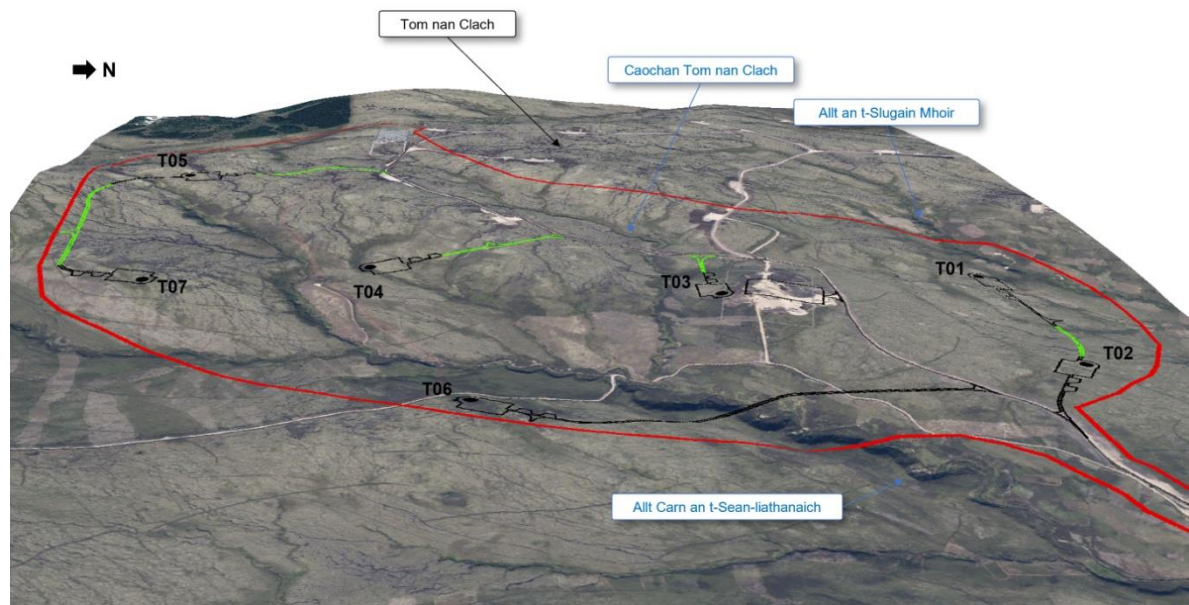 Tom nan Clach
N
Caochan Tom nan Clach
Allt an t-Slugain Mhoir
T05
T01
T07
T04
T03
T02
T06
Allt Carn an t-Sean-liathanaich